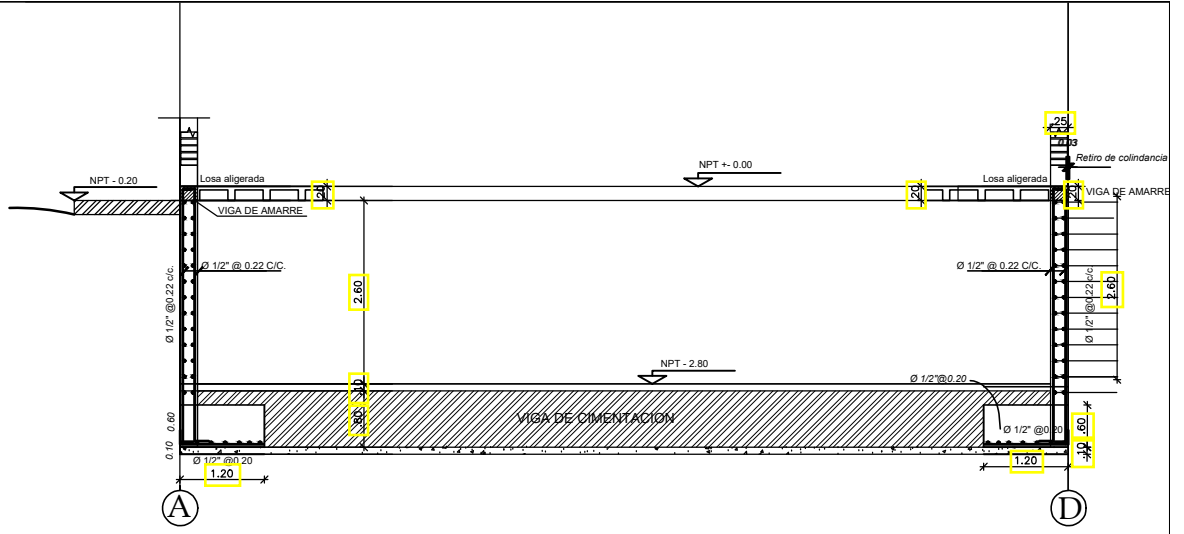 .25
0.03
Retiro de colindancia
NPT +- 0.00
NPT - 0.20
Losa aligerada
Losa aligerada
.20
.20
.20
VIGA DE AMARRE
VIGA DE AMARRE
Ø 1/2" @ 0.22 C/C.
Ø 1/2" @ 0.22 C/C.
Ø 1/2" @0.22 c/c.
2.60
2.60
Ø 1/2" @0.22 c/c.
NPT - 2.80
Ø 1/2"@0.20
.10
.80
VIGA DE CIMENTACION
0.60
0.10
Ø 1/2" @0.20
.60
.10
Ø 1/2" @0.20
1.20
1.20
A
D